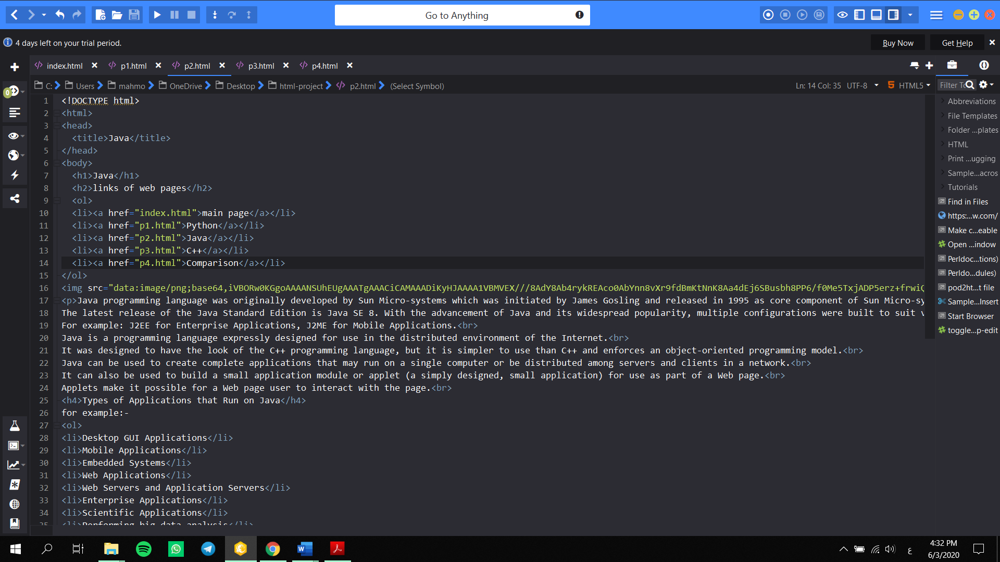 Go to Anything
4 days left on your trial period.
Buy Now
Get Help
index.html
p1.html
p2.html
p3.html
p4.html
C:
Users
mahmo
OneDrive
Desktop
html-project
p2.html
(Select Symbol)
Ln: 14 Col: 35
UTF-8
HTML5
Filter To
0
1 <!DOCTYPE html>
2 <html>
3 <head>
4 <title>Java</title>
5 </head>
6 <body>
7 <h1>Java</h1>
8 <h2>links of web pages</h2>
9 <ol>
10 <li><a href="index.html">main page</a></li>
11 <li><a href="p1.html">Python</a></li>
12 <li><a href="p2.html">Java</a></li>
13 <li><a href="p3.html">C++</a></li>
14 <li><a href="p4.html">Comparison</a></li>
15 </ol>
16 <img src="data:image/png;base64,iVBORw0KGgoAAAANSUhEUgAAATgAAACiCAMAAADiKyHJAAAA1VBMVEX///8AdY8Ab4rykREAco0AbYnn8vXr9fdBmKtNnK8Aa4dEj6SBusbh8PP6/f0Me5TxjADP5erz+frwiQ
17 <p>Java programming language was originally developed by Sun Micro-systems which was initiated by James Gosling and released in 1995 as core component of Sun Micro-sy
18 The latest release of the Java Standard Edition is Java SE 8. With the advancement of Java and its widespread popularity, multiple configurations were built to suit v
19 For example: J2EE for Enterprise Applications, J2ME for Mobile Applications.<br>
20 Java is a programming language expressly designed for use in the distributed environment of the Internet.<br>
21 It was designed to have the look of the C++ programming language, but it is simpler to use than C++ and enforces an object-oriented programming model.<br>
22 Java can be used to create complete applications that may run on a single computer or be distributed among servers and clients in a network.<br>
23 It can also be used to build a small application module or applet (a simply designed, small application) for use as part of a Web page.<br>
24 Applets make it possible for a Web page user to interact with the page.<br>
25 <h4>Types of Applications that Run on Java</h4>
26 for example:-
27 <ol>
28 <li>Desktop GUI Applications</li>
29 <li>Mobile Applications</li>
30 <li>Embedded Systems</li>
31 <li>Web Applications</li>
32 <li>Web Servers and Application Servers</li>
33 <li>Enterprise Applications</li>
34 <li>Scientific Applications</li>
35 <li>Performing big data analysis</li>
Abbreviations
File Templates
Folder ...plates
HTML
Print ...ugging
Sample...acros
Tutorials
Find in Files
https:...w.com/
Make c...eable
Open ...indow
Perldoc...tions)
Perldo...dules)
pod2ht...t file
Sample...Insert
Start Browser
toggle...p-edit
ع
4:32 PM
6/3/2020